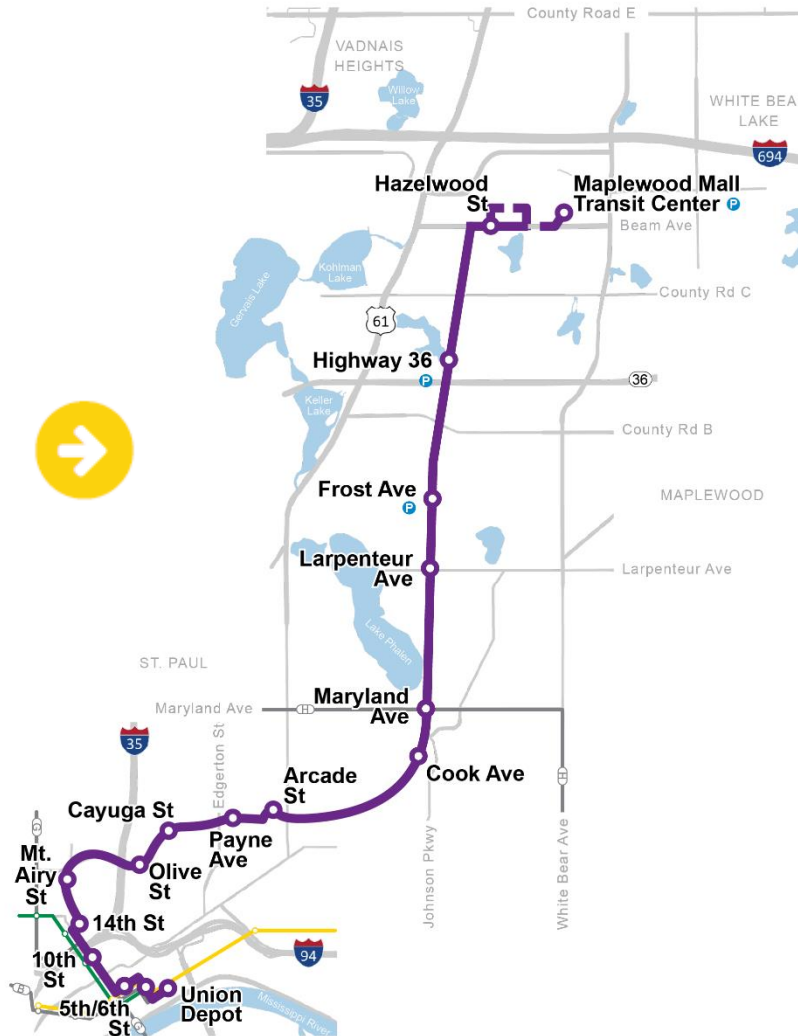 County Road E
VADNAIS
HEIGHTS
35
Willow
Lake
WHITE BEA
LAKE
694
Hazelwood
St
Maplewood Mall
Transit Center P
Beam Ave
Gervais Lake
Kohlman
Lake
County Rd C
61
Highway 36
P
36
Keller
Lake
County Rd B
Frost Ave
P
MAPLEWOOD
Larpenteur
Ave
Larpenteur Ave
Lake Phalen
ST. PAUL
Maryland Ave
H
Maryland
Ave
35
Edgerton St
Arcade
St
Cook Ave
H
Cayuga St
Payne
Ave
Johnson Pkwy
White Bear Ave
G
Mt.
Airy
St
Olive
St
14th St
94
10th
St
5th/6th
St
Union
Depot
Mississippi River